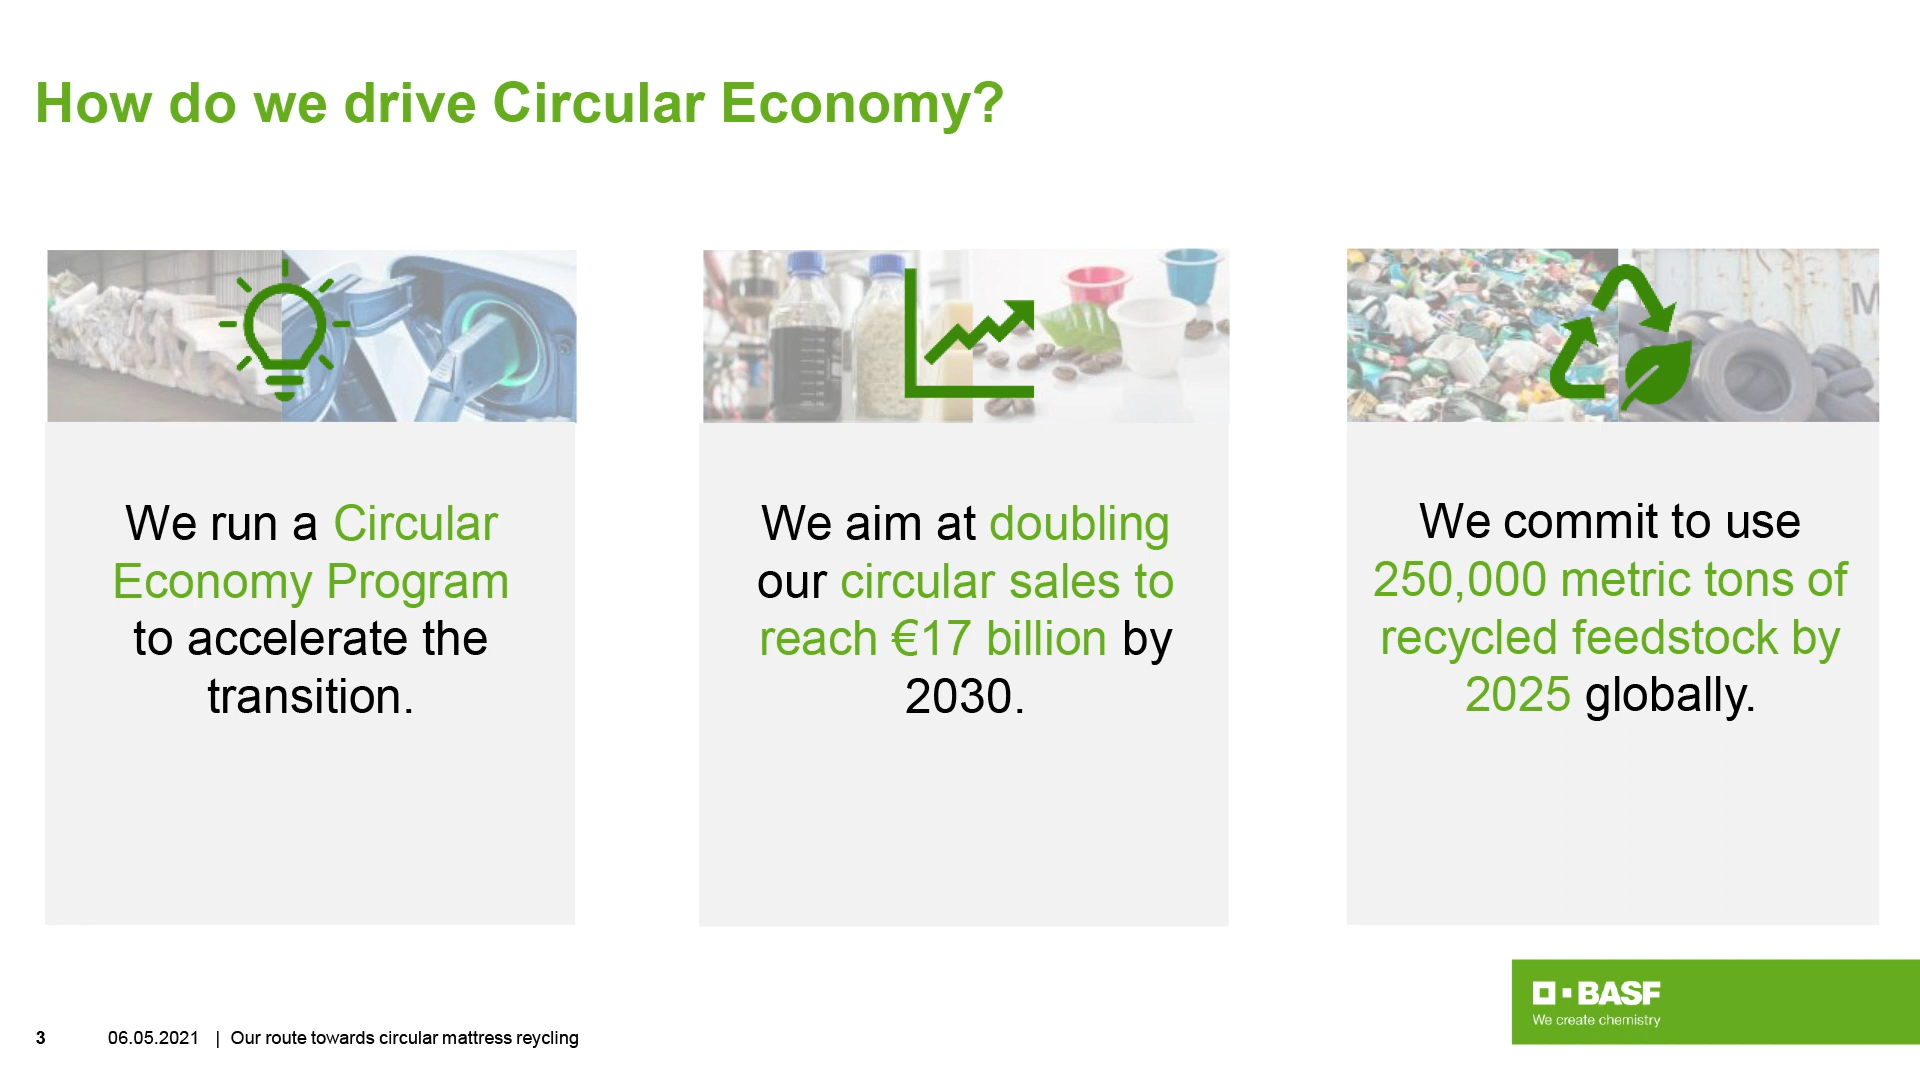 How do we drive Circular Economy?
M
We run a Circular
Economy Program
to accelerate the
transition.
We aim at doubling
our circular sales to
reach €17 billion by
2030.
We commit to use
250,000 metric tons of
recycled feedstock by
2025 globally.
BASF
We create chemistry
3 06.05.2021 | Our route towards circular mattress reycling